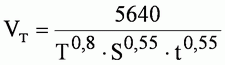 V_T = 5640 / (T^0,8 · S^0,55 · t^0,55)